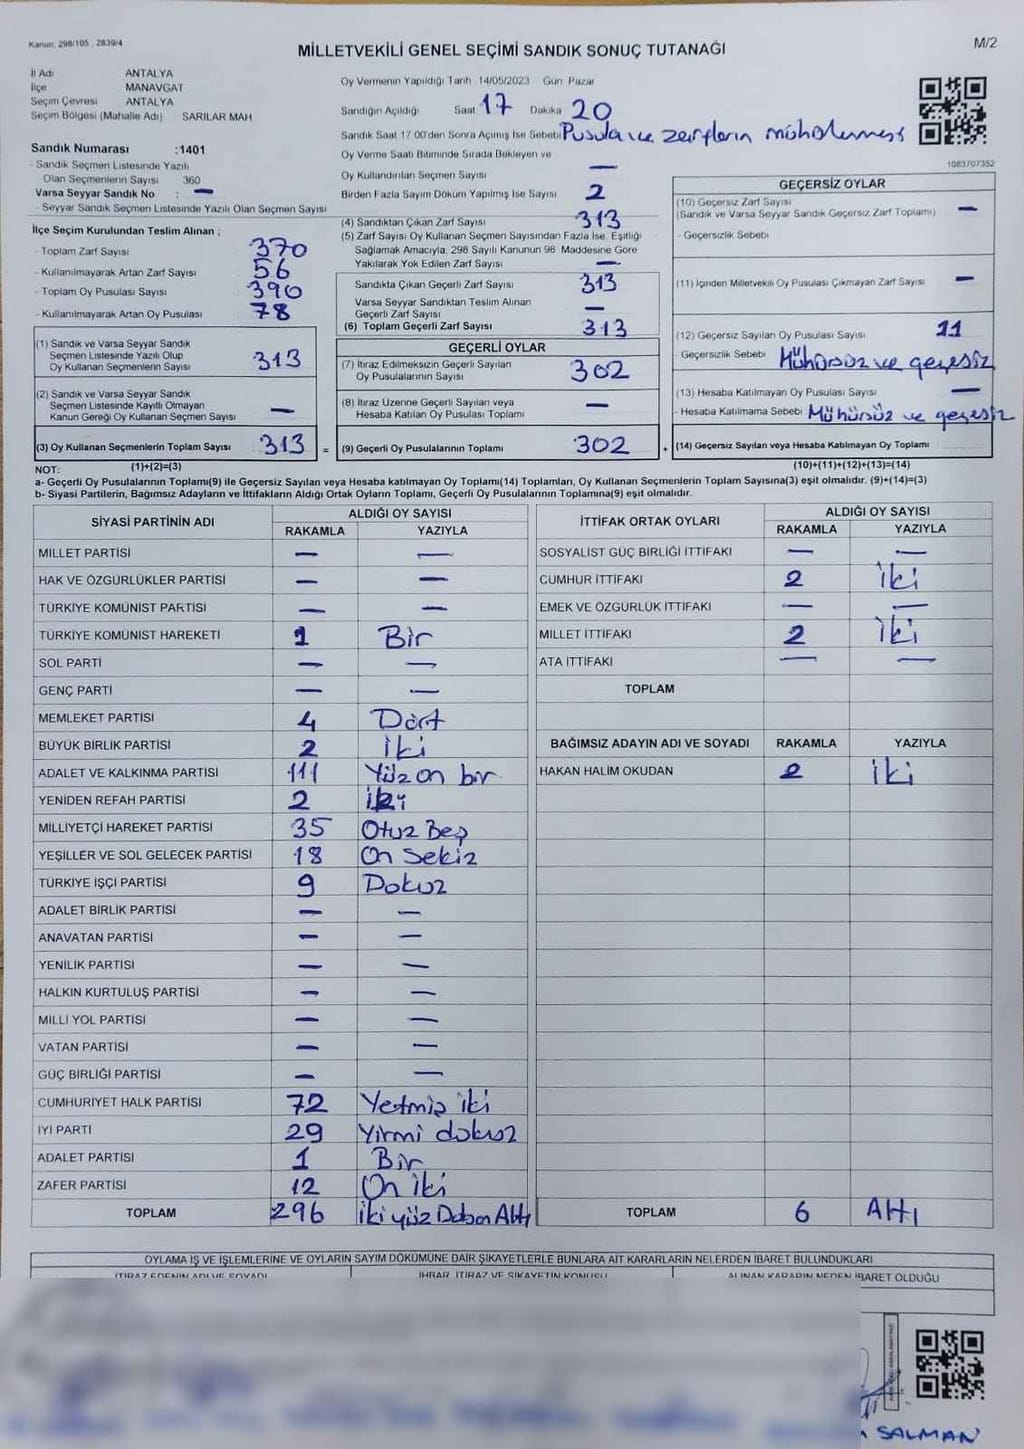 Kanun: 298/105 , 2839/4
MİLLETVEKİLİ GENEL SEÇİMİ SANDIK SONUÇ TUTANAĞI
M/2
İl Adı ANTALYA
İlçe MANAVGAT
Seçim Çevresi ANTALYA
Seçim Bölgesi (Mahalle Adı) SARILAR MAH
Sandık Numarası :1401
- Sandık Seçmen Listesinde Yazılı
Olan Seçmenlerin Sayısı 360
Varsa Seyyar Sandık No : —
- Seyyar Sandık Seçmen Listesinde Yazılı Olan Seçmen Sayısı
Oy Vermenin Yapıldığı Tarih 14/05/2023 Gün: Pazar
Sandığın Açıldığı Saat 17 Dakika 20
Sandık Saat 17 00'den Sonra Açımış İse Sebebi Pusula ve zarfların mühürlenmesi
Oy Verme Saati Bitiminde Sırada Bekleyen ve
Oy Kullandırılan Seçmen Sayısı —
Birden Fazla Sayım Döküm Yapılmış İse Sayısı 2
1083707352
İlçe Seçim Kurulundan Teslim Alınan ;
- Toplam Zarf Sayısı 370
- Kullanılmayarak Artan Zarf Sayısı 56
- Toplam Oy Pusulası Sayısı 390
- Kullanılmayarak Artan Oy Pusulası 78
(1) Sandık ve Varsa Seyyar Sandık
Seçmen Listesinde Yazılı Olup
Oy Kullanan Seçmenlerin Sayısı 313
(2) Sandık ve Varsa Seyyar Sandık
Seçmen Listesinde Kayıtlı Olmayan
Kanun Gereği Oy Kullanan Seçmen Sayısı —
(3) Oy Kullanan Seçmenlerin Toplam Sayısı 313 =
(1)+(2)=(3)
(4) Sandıktan Çıkan Zarf Sayısı 313
(5) Zarf Sayısı Oy Kullanan Seçmen Sayısından Fazla İse, Eşitliği
Sağlamak Amacıyla, 298 Sayılı Kanunun 98 Maddesine Göre
Yakılarak Yok Edilen Zarf Sayısı —
Sandıkta Çıkan Geçerli Zarf Sayısı 313
Varsa Seyyar Sandıktan Teslim Alınan
Geçerli Zarf Sayısı —
(6) Toplam Geçerli Zarf Sayısı 313
GEÇERLİ OYLAR
(7) İtiraz Edilmeksizin Geçerli Sayılan
Oy Pusulalarının Sayısı 302
(8) İtiraz Üzerine Geçerli Sayılan veya
Hesaba Katılan Oy Pusulası Toplamı —
(9) Geçerli Oy Pusulalarının Toplamı 302 +
GEÇERSİZ OYLAR
(10) Geçersiz Zarf Sayısı —
(Sandık ve Varsa Seyyar Sandık Geçersiz Zarf Toplamı)
- Geçersizlik Sebebi
(11) İçinden Milletvekili Oy Pusulası Çıkmayan Zarf Sayısı —
(12) Geçersiz Sayılan Oy Pusulası Sayısı 11
- Geçersizlik Sebebi Mühürsüz ve geçesiz
(13) Hesaba Katılmayan Oy Pusulası Sayısı —
- Hesaba Katılmama Sebebi Mühürsüz ve geçesiz
(14) Geçersiz Sayılan veya Hesaba Katılmayan Oy Toplamı
(10)+(11)+(12)+(13)=(14)
NOT:
a- Geçerli Oy Pusulalarının Toplamı(9) ile Geçersiz Sayılan veya Hesaba katılmayan Oy Toplamı(14) Toplamları, Oy Kullanan Seçmenlerin Toplam Sayısına(3) eşit olmalıdır. (9)+(14)=(3)
b- Siyasi Partilerin, Bağımsız Adayların ve İttifakların Aldığı Ortak Oyların Toplamı, Geçerli Oy Pusulalarının Toplamına(9) eşit olmalıdır.
SİYASİ PARTİNİN ADI ALDIĞI OY SAYISI
RAKAMLA YAZIYLA
MİLLET PARTİSİ — —
HAK VE ÖZGÜRLÜKLER PARTİSİ — —
TÜRKİYE KOMÜNİST PARTİSİ — —
TÜRKİYE KOMÜNİST HAREKETİ 1 Bir
SOL PARTİ — —
GENÇ PARTİ — —
MEMLEKET PARTİSİ 4 Dört
BÜYÜK BİRLİK PARTİSİ 2 İki
ADALET VE KALKINMA PARTİSİ 111 Yüz on bir
YENİDEN REFAH PARTİSİ 2 iki
MİLLİYETÇİ HAREKET PARTİSİ 35 Otuz Beş
YEŞİLLER VE SOL GELECEK PARTİSİ 18 On Sekiz
TÜRKİYE İŞÇİ PARTİSİ 9 Dokuz
ADALET BİRLİK PARTİSİ — —
ANAVATAN PARTİSİ — —
YENİLİK PARTİSİ — —
HALKIN KURTULUŞ PARTİSİ — —
MİLLİ YOL PARTİSİ — —
VATAN PARTİSİ — —
GÜÇ BİRLİĞİ PARTİSİ — —
CUMHURİYET HALK PARTİSİ 72 Yetmiş iki
İYİ PARTİ 29 Yirmi dokuz
ADALET PARTİSİ 1 Bir
ZAFER PARTİSİ 12 On iki
TOPLAM 296 İki yüz Doksan Altı
İTTİFAK ORTAK OYLARI ALDIĞI OY SAYISI
RAKAMLA YAZIYLA
SOSYALİST GÜÇ BİRLİĞİ İTTİFAKI — —
CUMHUR İTTİFAKI 2 İki
EMEK VE ÖZGÜRLÜK İTTİFAKI — —
MİLLET İTTİFAKI 2 İki
ATA İTTİFAKI — —
TOPLAM
BAĞIMSIZ ADAYIN ADI VE SOYADI RAKAMLA YAZIYLA
HAKAN HALİM OKUDAN 2 iki
TOPLAM 6 Altı
OYLAMA İŞ VE İŞLEMLERİNE VE OYLARIN SAYIM DÖKÜMÜNE DAİR ŞİKAYETLERLE BUNLARA AİT KARARLARIN NELERDEN İBARET BULUNDUKLARI
İTİRAZ EDENİN ADI VE SOYADI İHBAR, İTİRAZ VE ŞİKAYETİN KONUSU ALINAN KARARIN NEDEN İBARET OLDUĞU
SALMAN